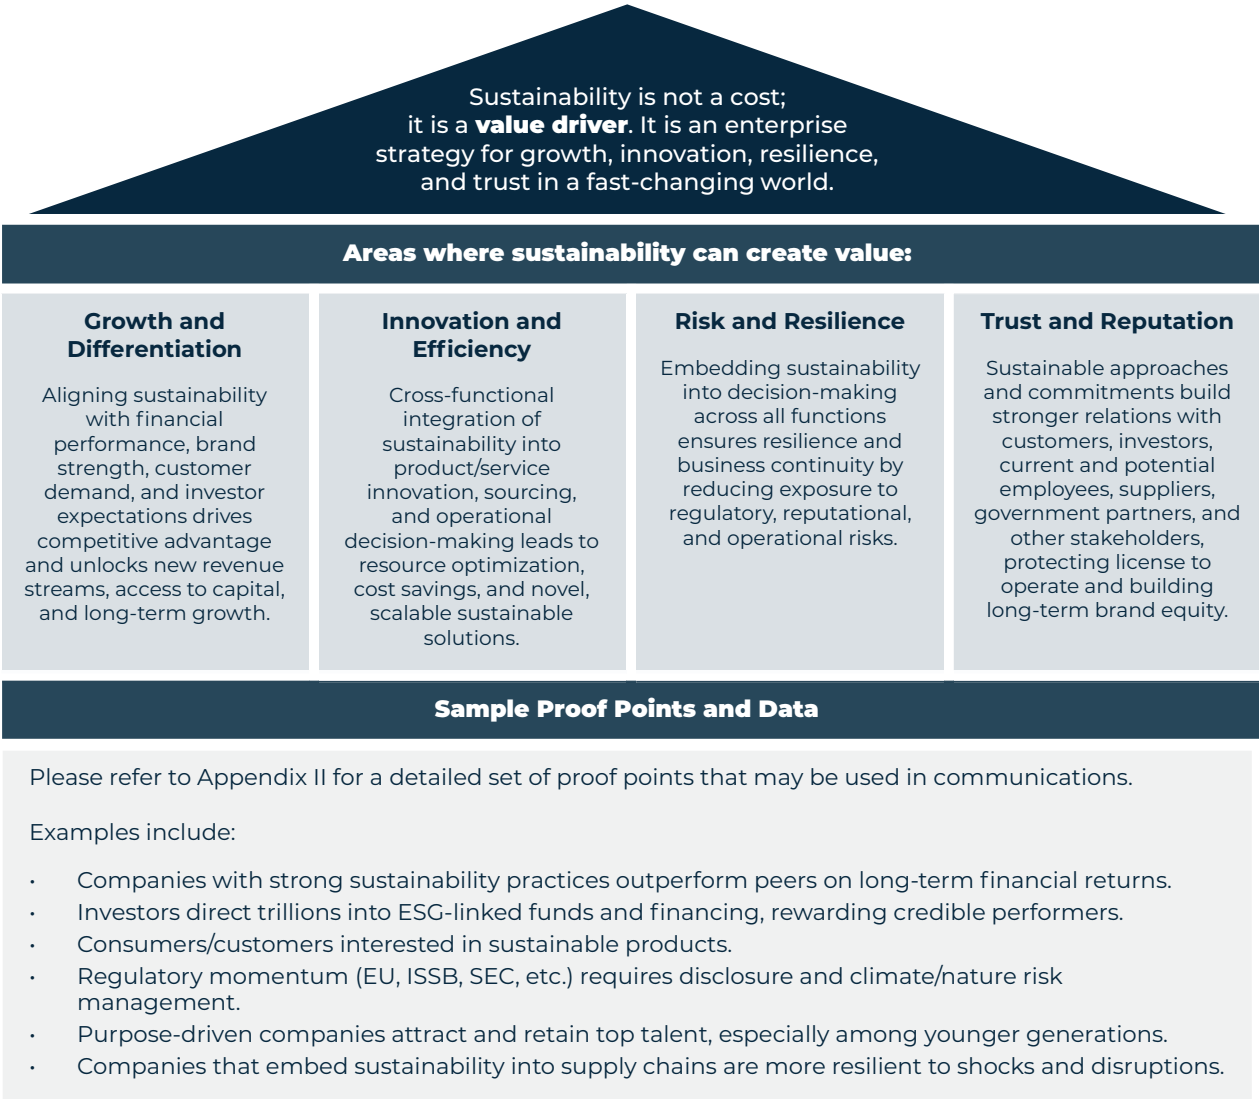 Sustainability is not a cost;
it is a value driver. It is an enterprise
strategy for growth, innovation, resilience,
and trust in a fast-changing world.
Areas where sustainability can create value:
Growth and
Differentiation
Aligning sustainability
with financial
performance, brand
strength, customer
demand, and investor
expectations drives
competitive advantage
and unlocks new revenue
streams, access to capital,
and long-term growth.
Innovation and
Efficiency
Cross-functional
integration of
sustainability into
product/service
innovation, sourcing,
and operational
decision-making leads to
resource optimization,
cost savings, and novel,
scalable sustainable
solutions.
Risk and Resilience
Embedding sustainability
into decision-making
across all functions
ensures resilience and
business continuity by
reducing exposure to
regulatory, reputational,
and operational risks.
Trust and Reputation
Sustainable approaches
and commitments build
stronger relations with
customers, investors,
current and potential
employees, suppliers,
government partners, and
other stakeholders,
protecting license to
operate and building
long-term brand equity.
Sample Proof Points and Data
Please refer to Appendix II for a detailed set of proof points that may be used in communications.
Examples include:
· Companies with strong sustainability practices outperform peers on long-term financial returns.
· Investors direct trillions into ESG-linked funds and financing, rewarding credible performers.
· Consumers/customers interested in sustainable products.
· Regulatory momentum (EU, ISSB, SEC, etc.) requires disclosure and climate/nature risk
management.
· Purpose-driven companies attract and retain top talent, especially among younger generations.
· Companies that embed sustainability into supply chains are more resilient to shocks and disruptions.